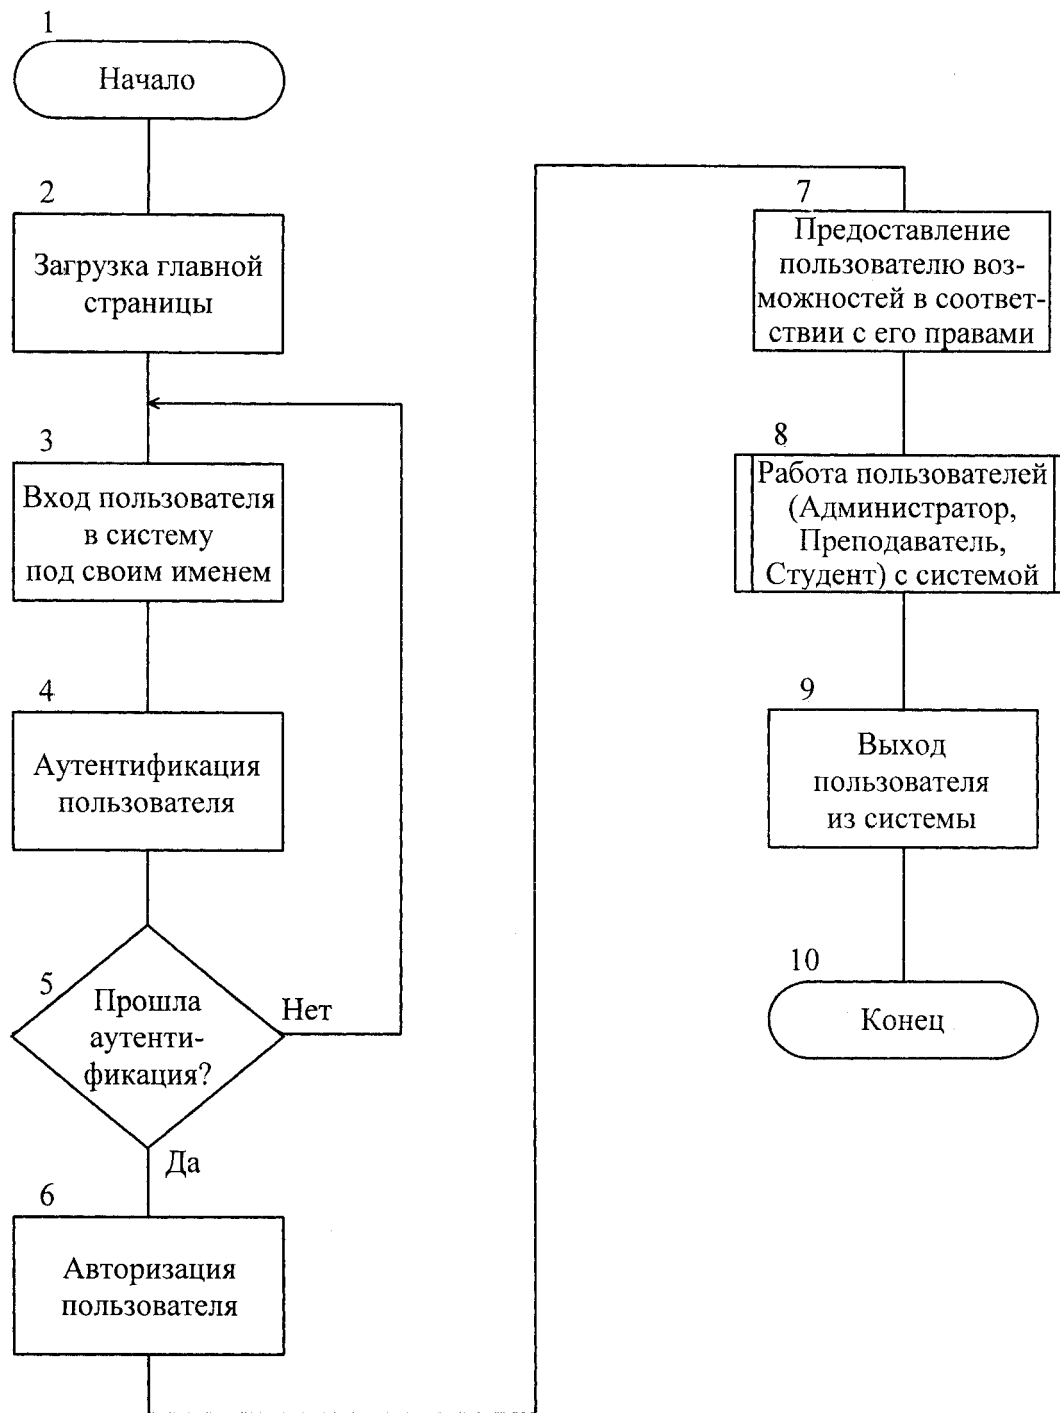 1
Начало
2
Загрузка главной
страницы
3
Вход пользователя
в систему
под своим именем
4
Аутентификация
пользователя
5
Прошла
аутенти-
фикация?
Нет
Да
6
Авторизация
пользователя
7
Предоставление
пользователю воз-
можностей в соответ-
ствии с его правами
8
Работа пользователей
(Администратор,
Преподаватель,
Студент) с системой
9
Выход
пользователя
из системы
10
Конец